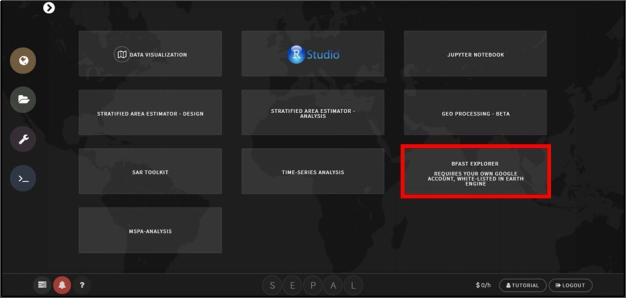 DATA VISUALIZATION
R Studio
JUPYTER NOTEBOOK
STRATIFIED AREA ESTIMATOR - DESIGN
STRATIFIED AREA ESTIMATOR -
ANALYSIS
GEO PROCESSING - BETA
SAR TOOLKIT
TIME-SERIES ANALYSIS
BFAST EXPLORER
REQUIRES YOUR OWN GOOGLE
ACCOUNT, WHITE-LISTED IN EARTH
ENGINE
MSPA-ANALYSIS
>_
?
S E P A L
$ 0/h
TUTORIAL
LOGOUT